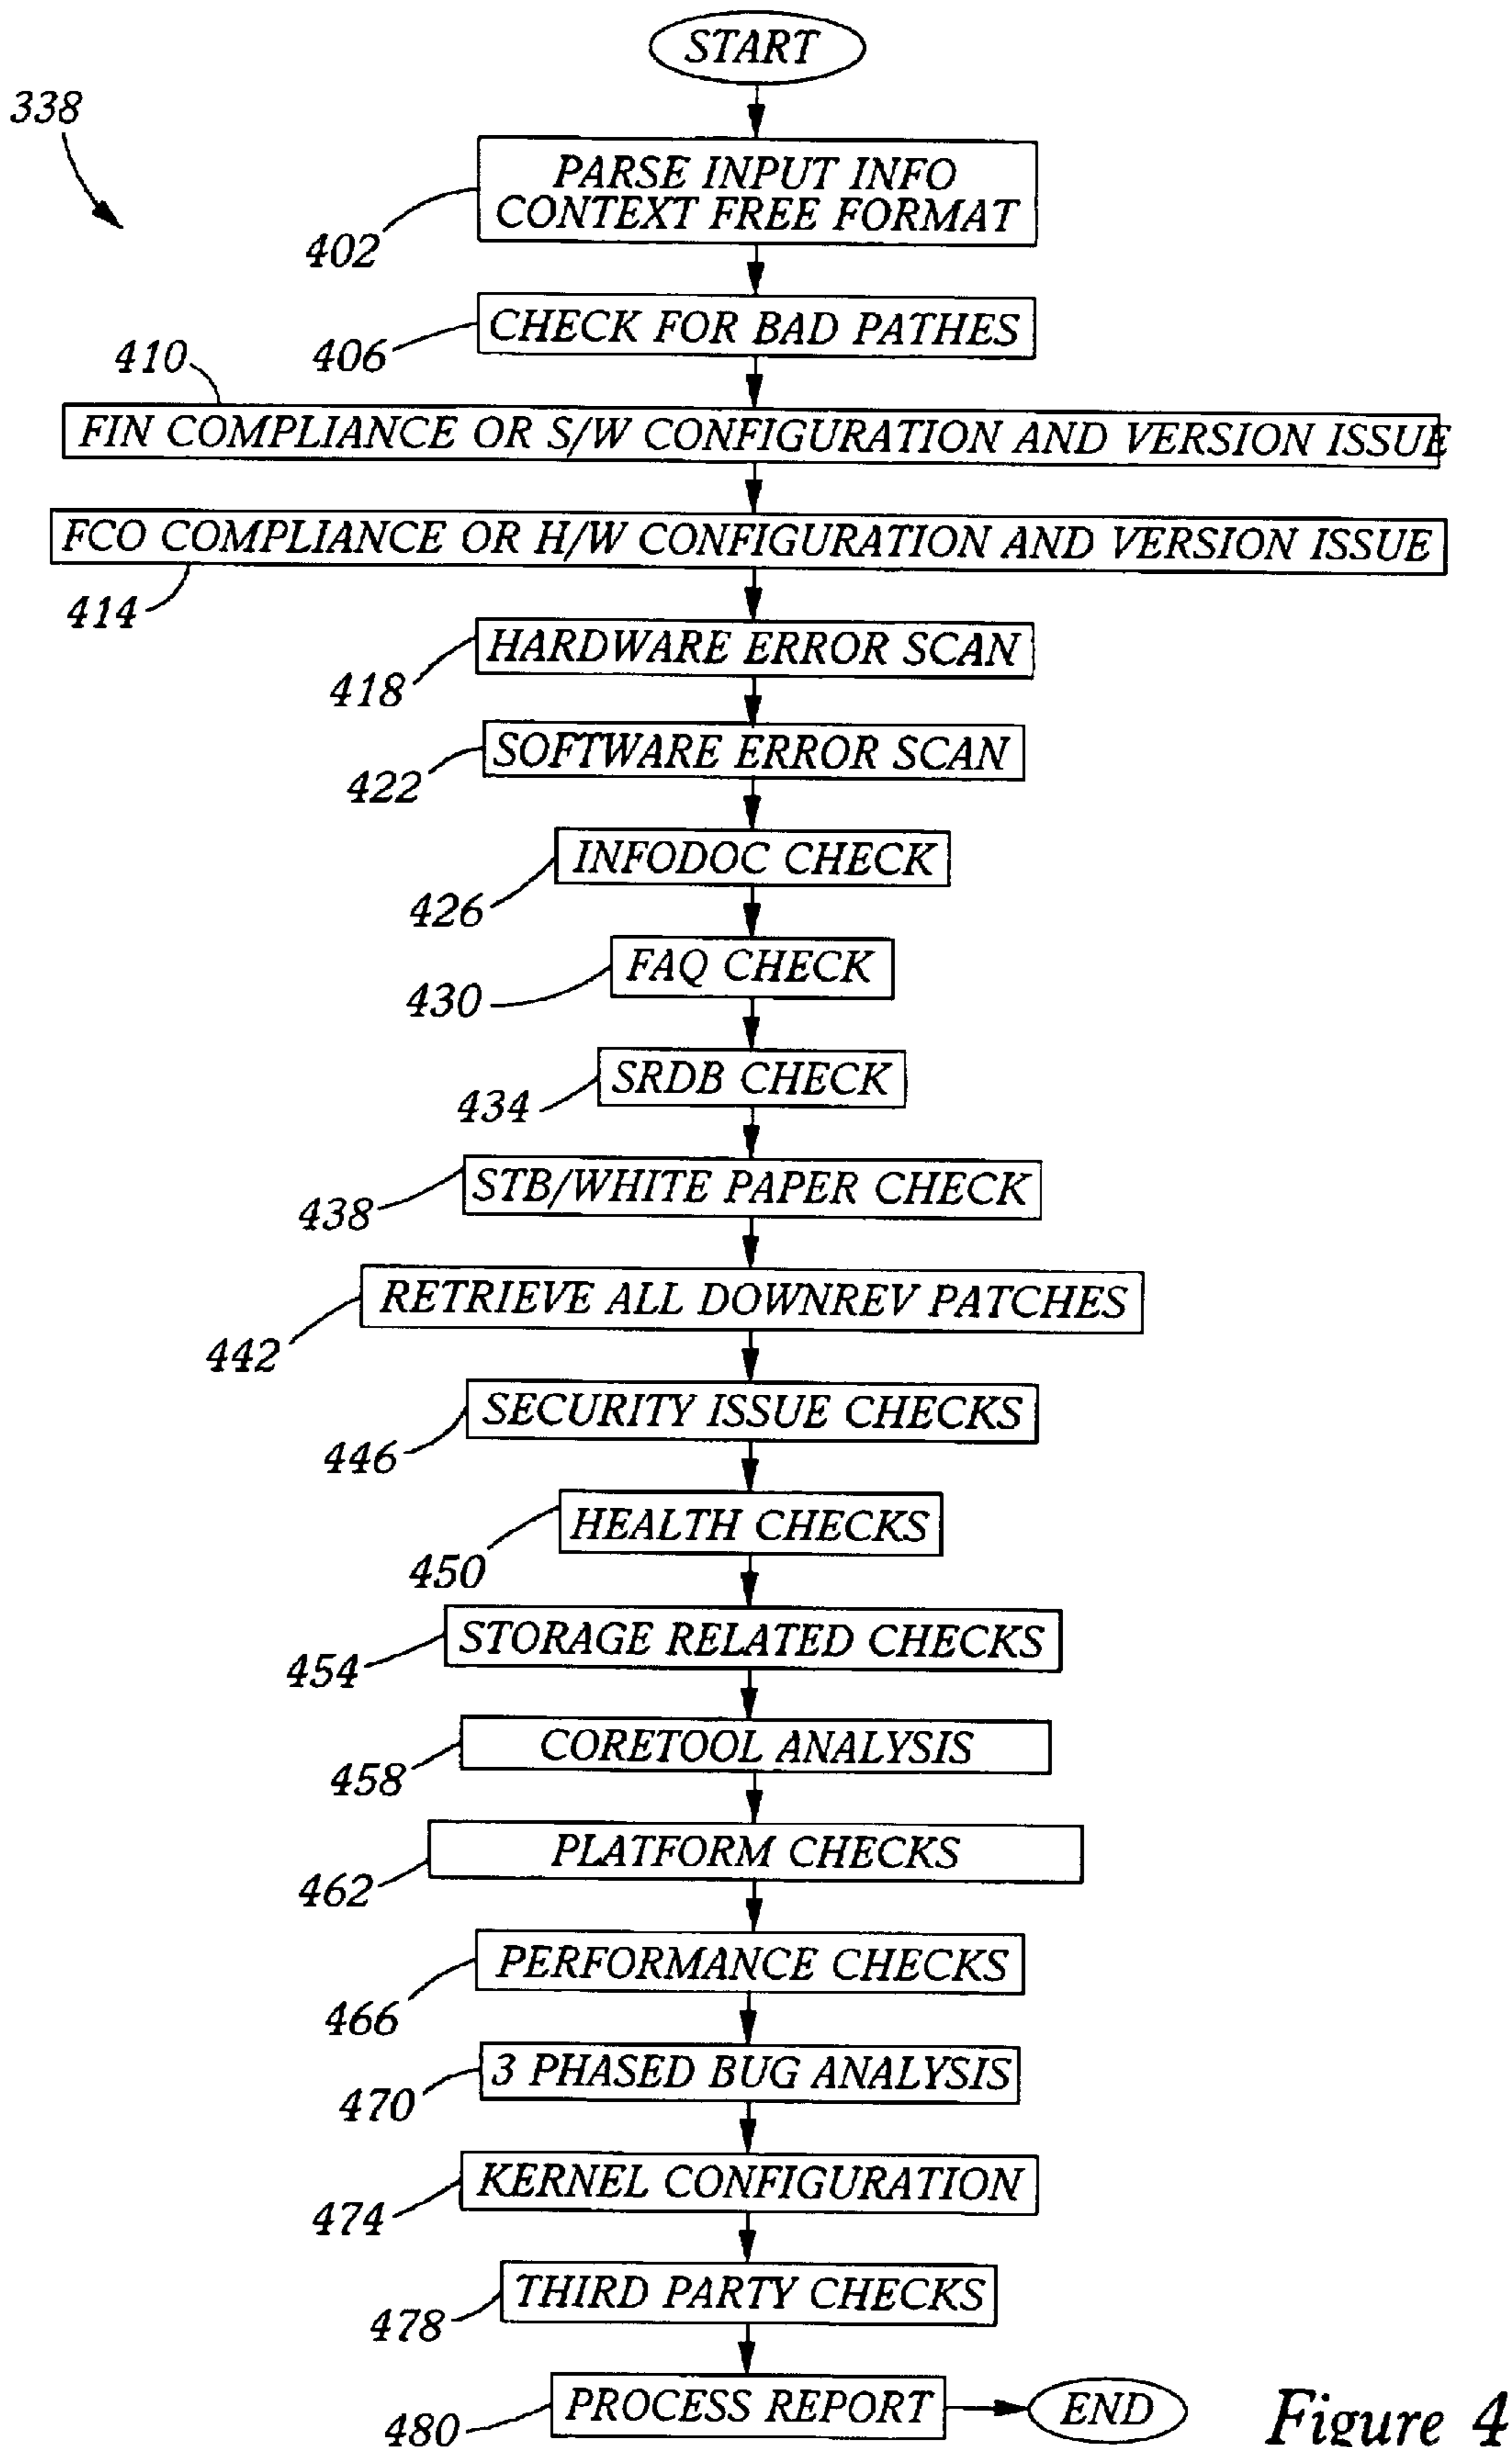 START
338
PARSE INPUT INFO
CONTEXT FREE FORMAT
402
CHECK FOR BAD PATHES
406
410
FIN COMPLIANCE OR S/W CONFIGURATION AND VERSION ISSUE
FCO COMPLIANCE OR H/W CONFIGURATION AND VERSION ISSUE
414
HARDWARE ERROR SCAN
418
SOFTWARE ERROR SCAN
422
INFODOC CHECK
426
FAQ CHECK
430
SRDB CHECK
434
STB/WHITE PAPER CHECK
438
RETRIEVE ALL DOWNREV PATCHES
442
SECURITY ISSUE CHECKS
446
HEALTH CHECKS
450
STORAGE RELATED CHECKS
454
CORETOOL ANALYSIS
458
PLATFORM CHECKS
462
PERFORMANCE CHECKS
466
3 PHASED BUG ANALYSIS
470
KERNEL CONFIGURATION
474
THIRD PARTY CHECKS
478
PROCESS REPORT
END
480
Figure 4